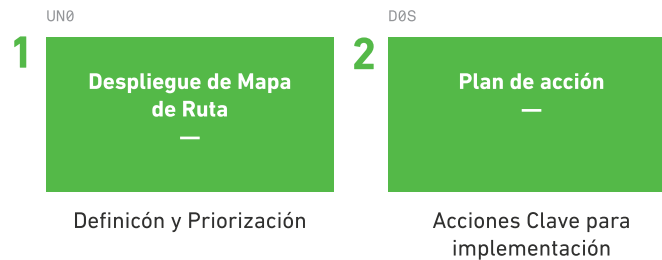 UN0
1
Despliegue de Mapa
de Ruta
—
Definicón y Priorización
D0S
2
Plan de acción
—
Acciones Clave para
implementación